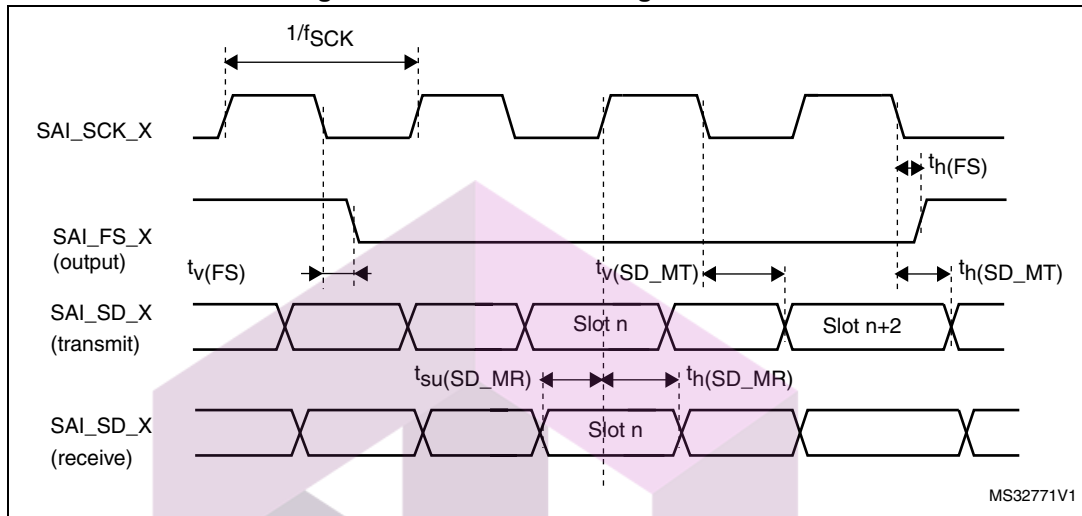 1/fSCK
SAI_SCK_X
th(FS)
SAI_FS_X
(output)
tv(FS)
tv(SD_MT)
th(SD_MT)
SAI_SD_X
(transmit)
Slot n
Slot n+2
tsu(SD_MR)
th(SD_MR)
SAI_SD_X
(receive)
Slot n
MS32771V1